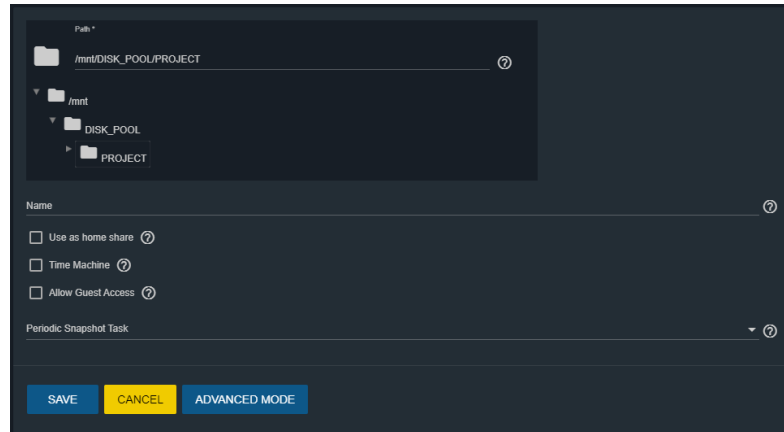 Path *
/mnt/DISK_POOL/PROJECT
/mnt
DISK_POOL
PROJECT
Name
Use as home share
Time Machine
Allow Guest Access
Periodic Snapshot Task
SAVE CANCEL ADVANCED MODE